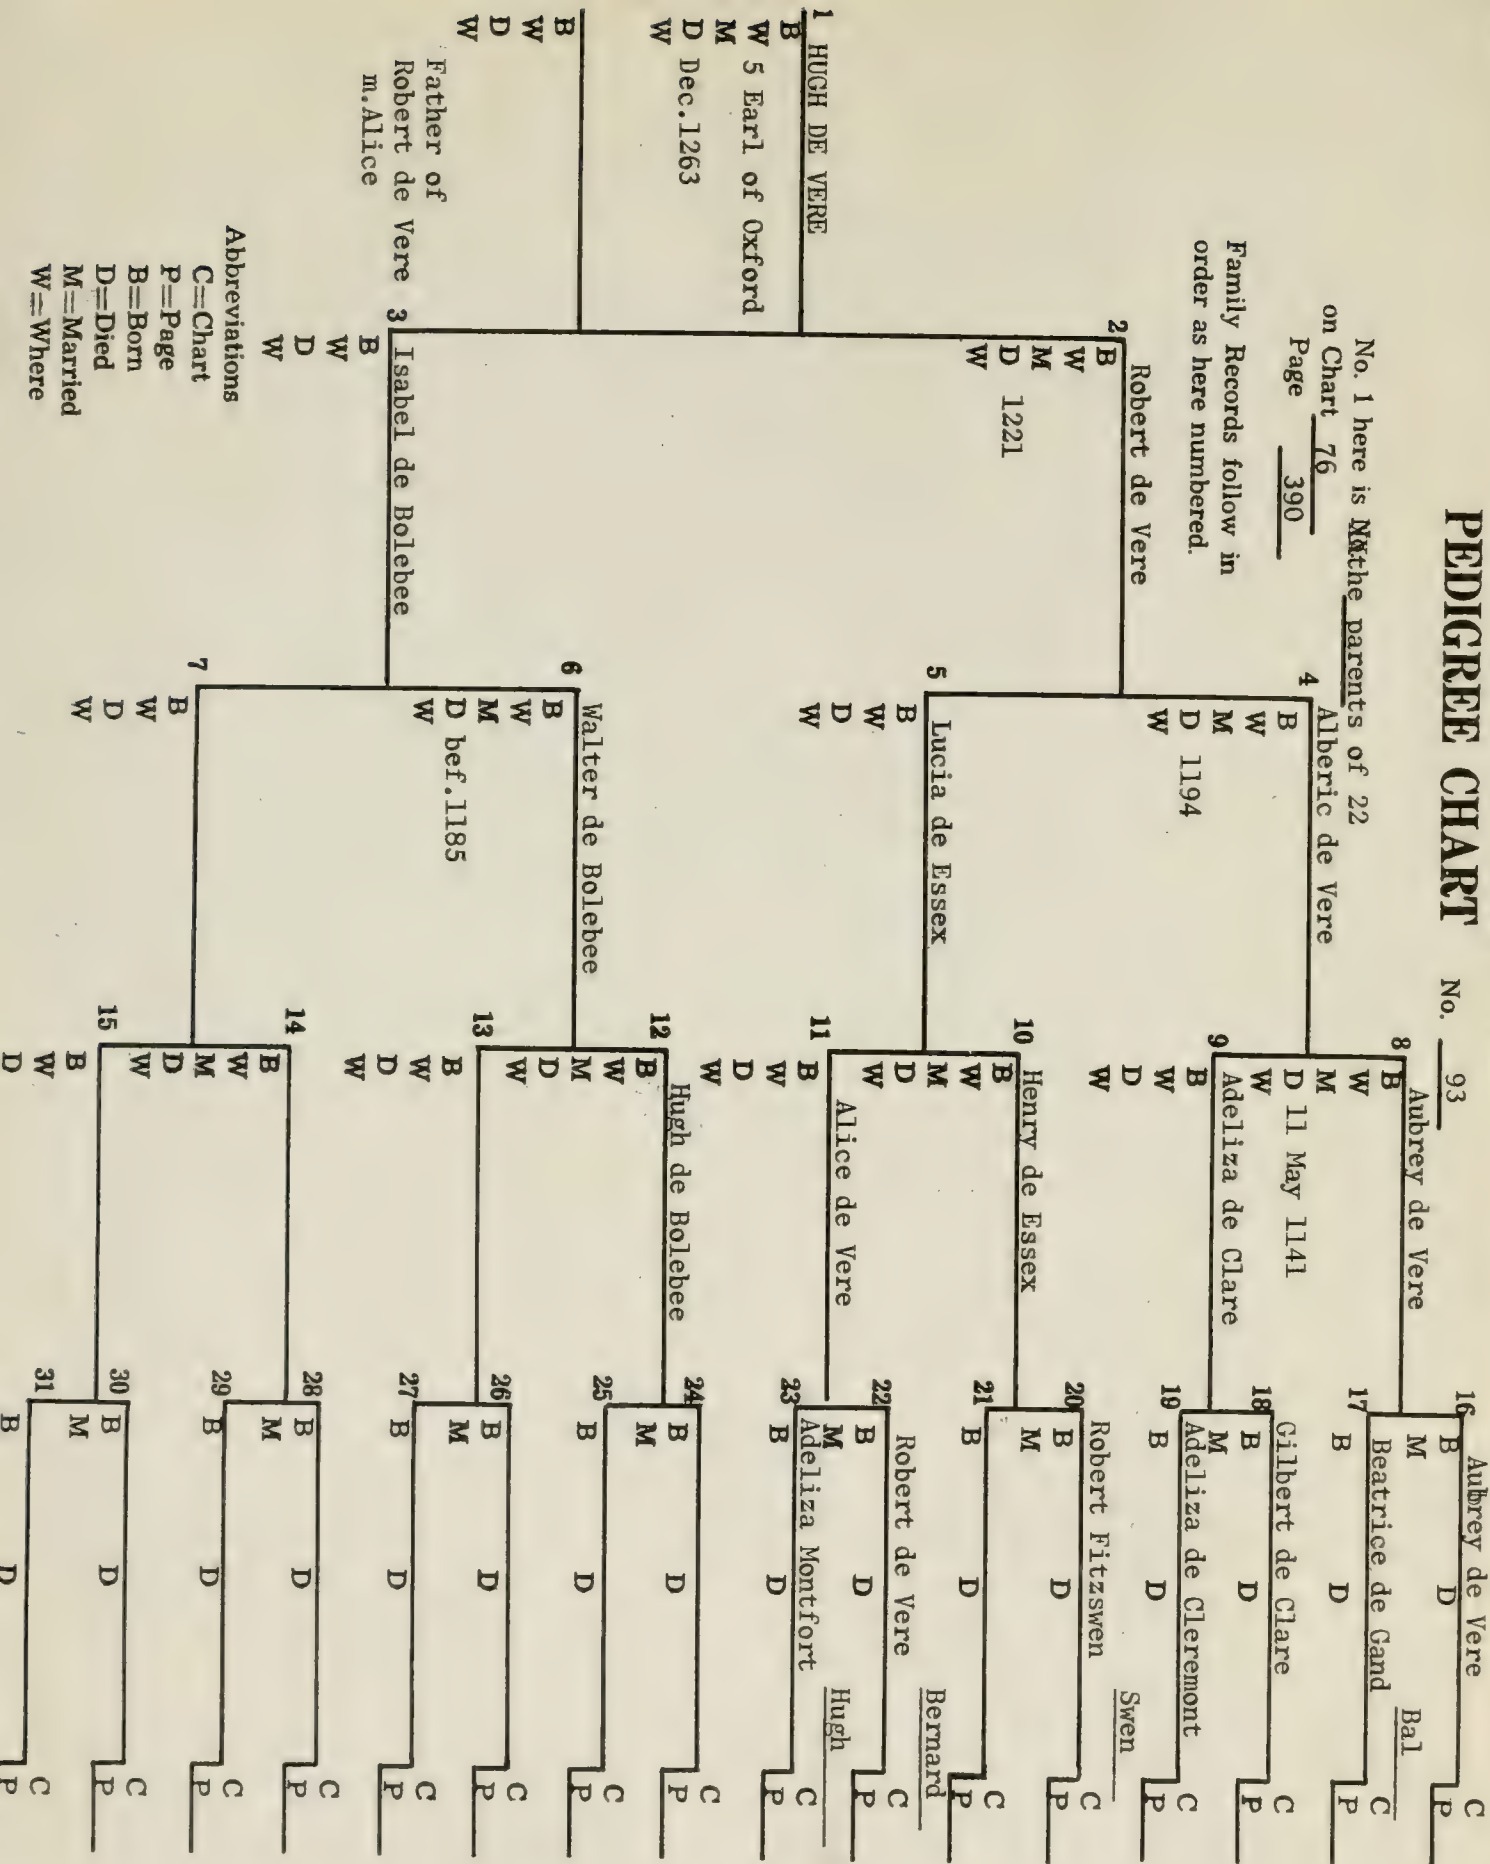 PEDIGREE CHART No. 93
No. 1 here is the parents of 22
on Chart 76
Page 390
Family Records follow in
order as here numbered.
1 HUGH DE VERE
B
W 5 Earl of Oxford
M
D Dec.1263
W
B
W
D
W
Father of
Robert de Vere
m.Alice
Abbreviations
C=Chart
P=Page
B=Born
D=Died
M=Married
W=Where
2 Robert de Vere
B
W
M
D 1221
W
3 Isabel de Bolebee
B
W
D
W
4 Alberic de Vere
B
W
M
D 1194
W
5 Lucia de Essex
B
W
D
W
6 Walter de Bolebee
B
W
M
D bef.1185
W
7
B
W
D
W
8 Aubrey de Vere
B
W
M
D 11 May 1141
W
9 Adeliza de Clare
B
W
D
W
10 Henry de Essex
B
W
M
D
W
11 Alice de Vere
B
W
D
W
12 Hugh de Bolebee
B
W
M
D
W
13
B
W
D
W
14
B
W
M
D
W
15
B
W
D
16 Aubrey de Vere
B D C
M P
17 Beatrice de Gand Bal
B D C
P
18 Gilbert de Clare
B D C
M P
19 Adeliza de Cleremont
B D C
P
20 Robert Fitzswen Swen
B D C
M P
21
B D C
P
22 Robert de Vere Bernard
B D C
M P
23 Adeliza Montfort Hugh
B D C
P
24
B D C
M P
25
B D C
P
26
B D C
M P
27
B D C
P
28
B D C
M P
29
B D C
P
30
B D C
M P
31
B D C
P